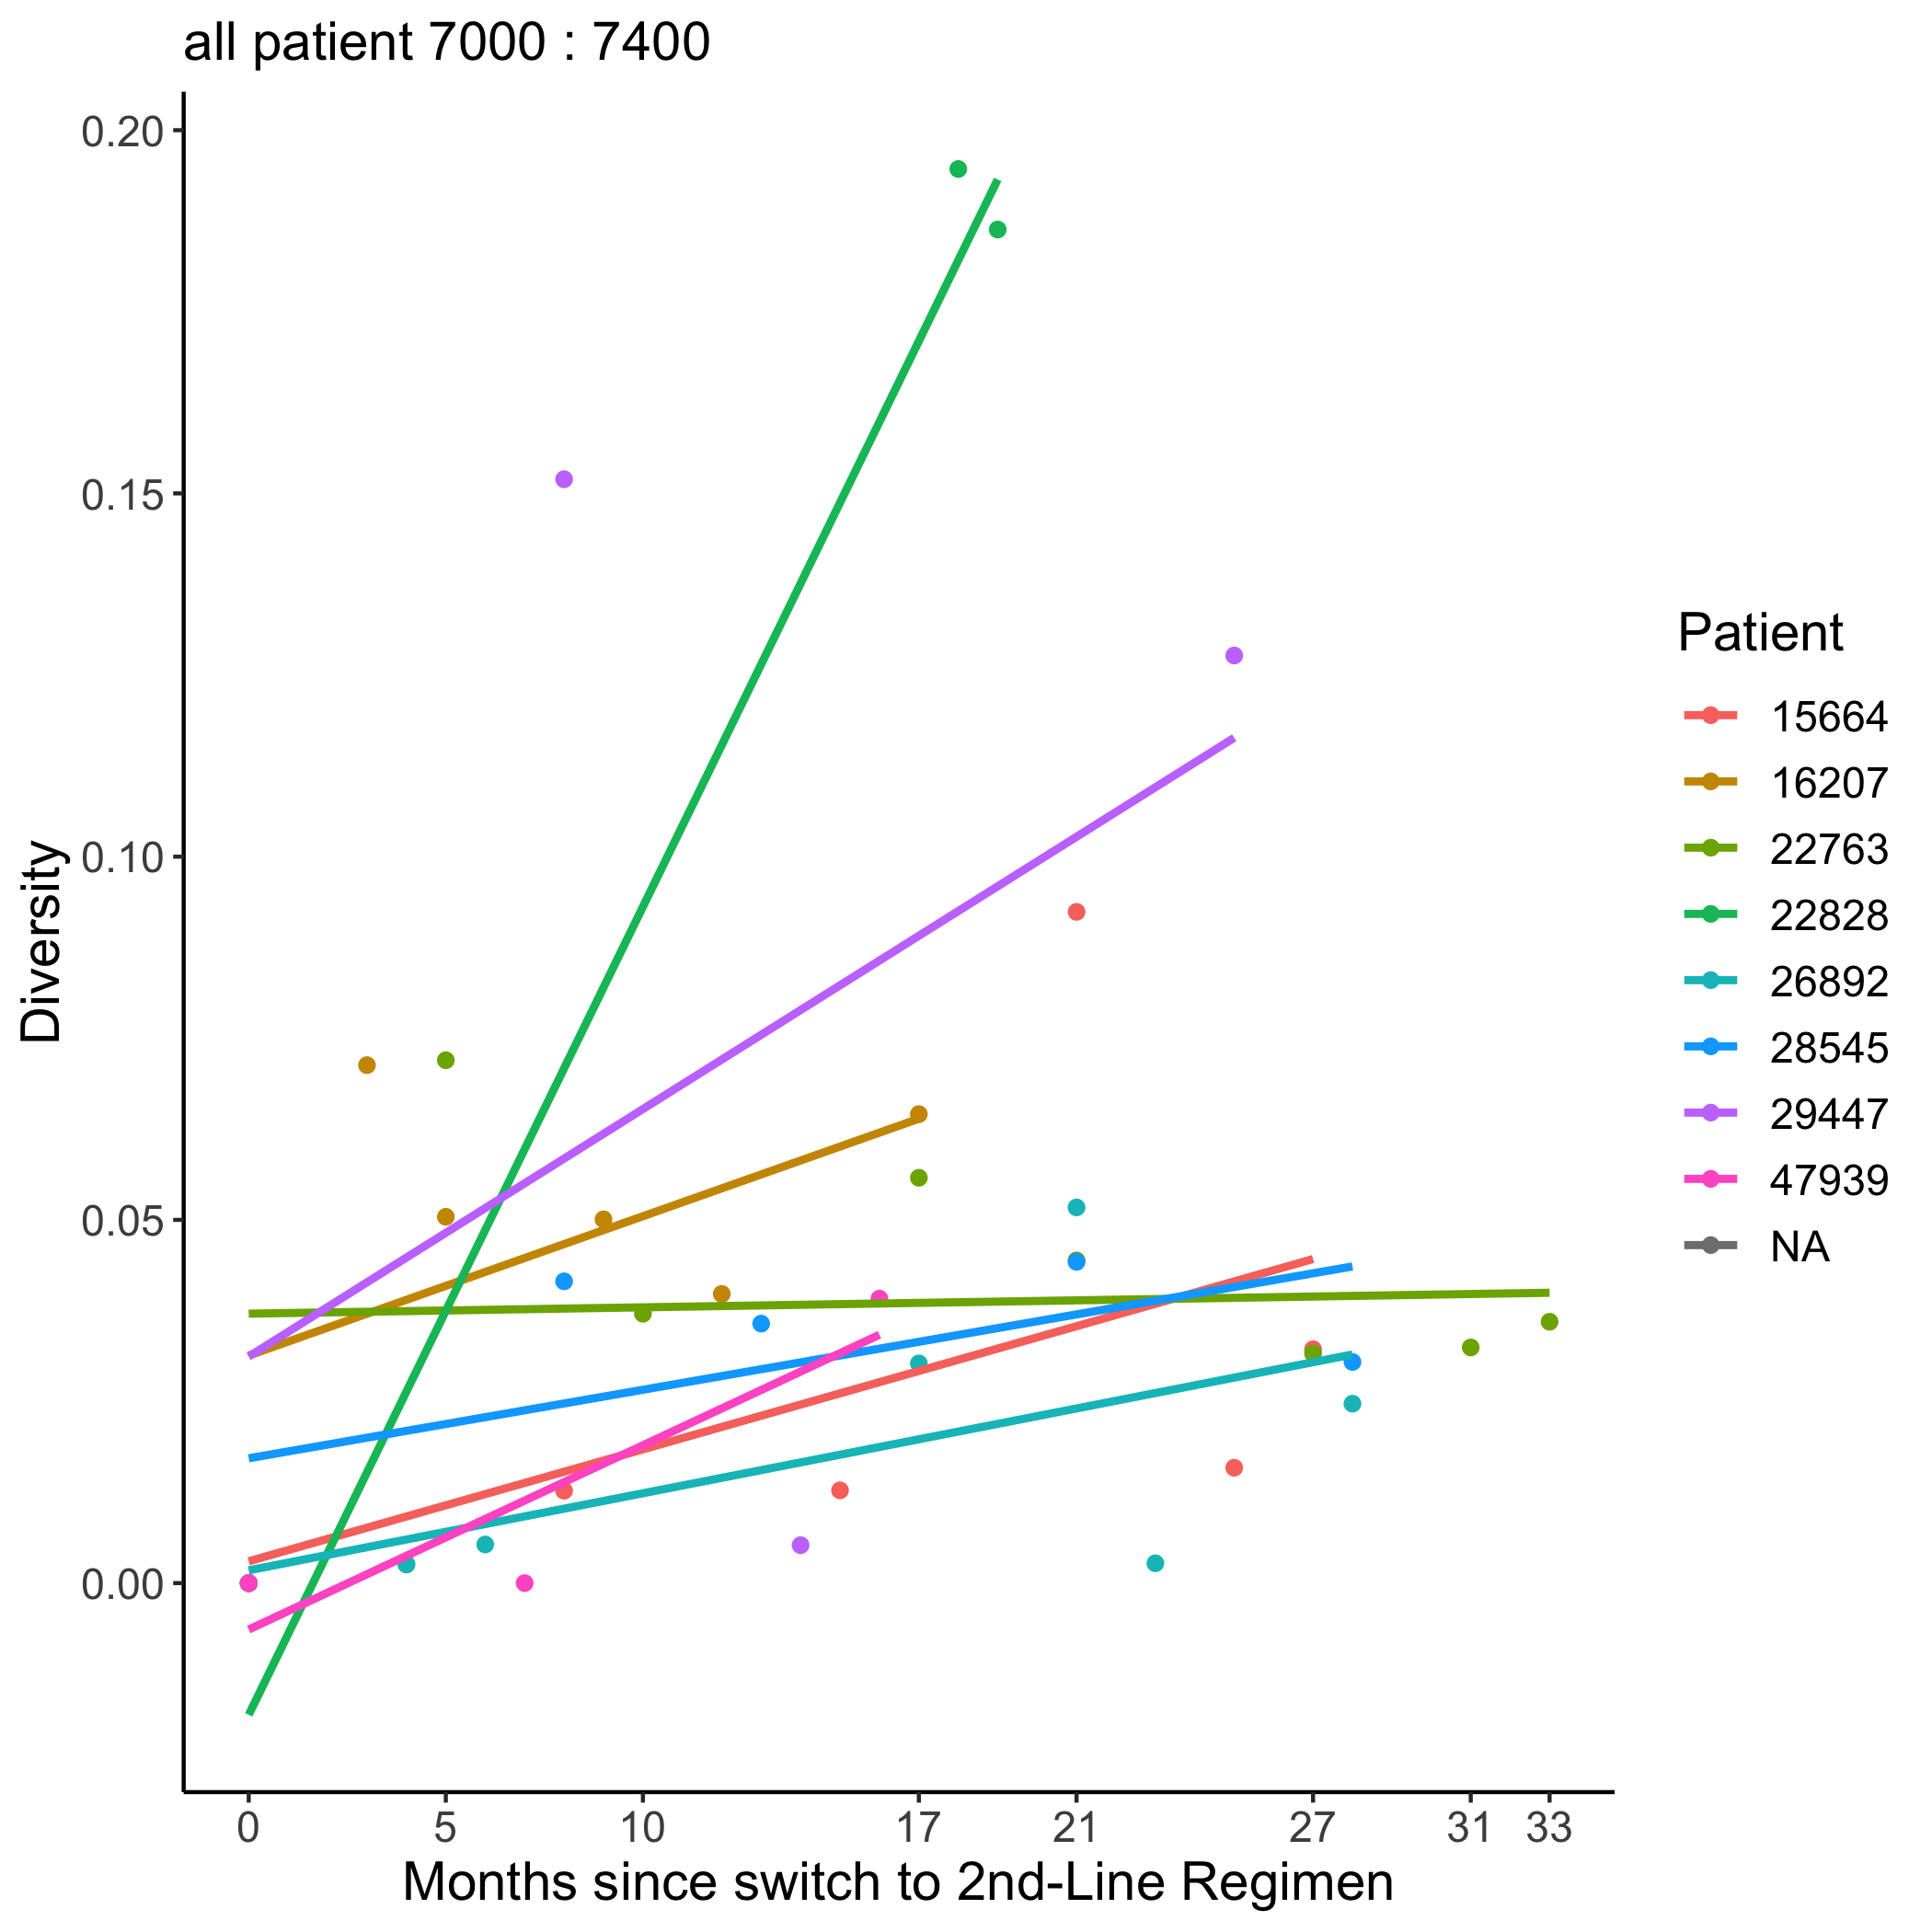 all patient 7000 : 7400
0.20
0.15
0.10
0.05
0.00
Diversity
0 5 10 17 21 27 31 33
Months since switch to 2nd-Line Regimen
Patient
15664
16207
22763
22828
26892
28545
29447
47939
NA